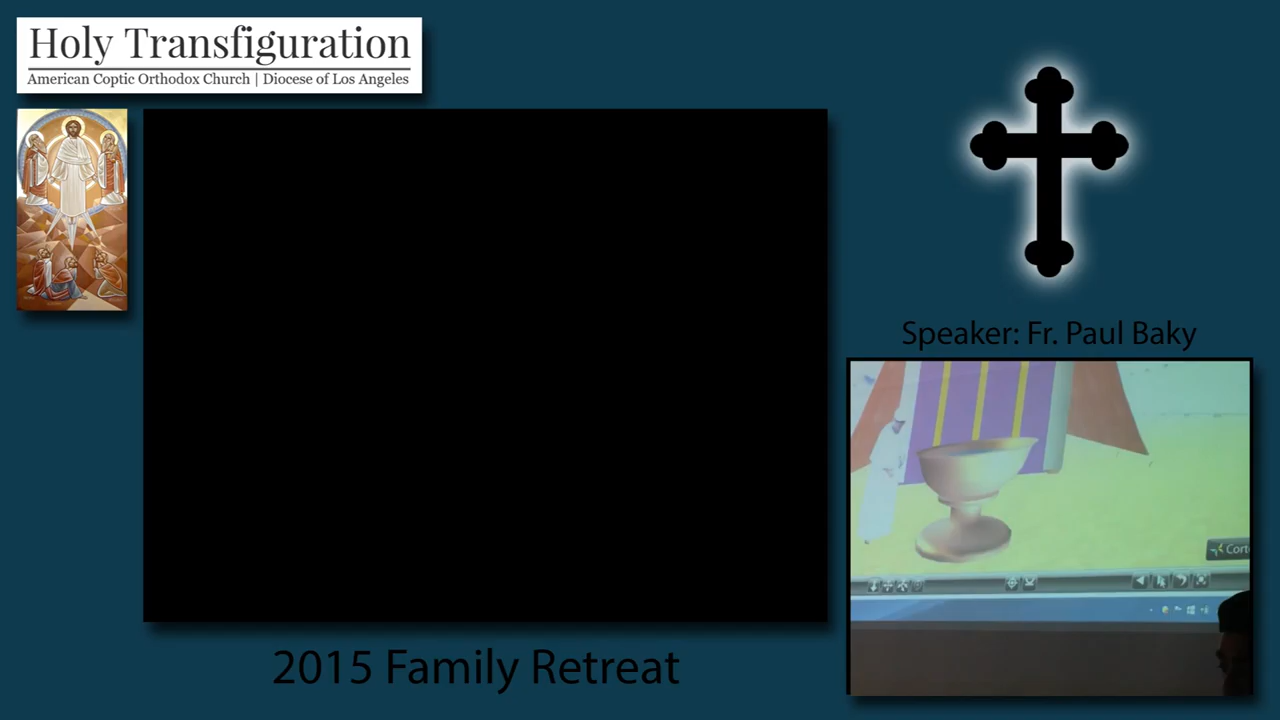 Holy Transfiguration
American Coptic Orthodox Church | Diocese of Los Angeles
Speaker: Fr. Paul Baky
2015 Family Retreat